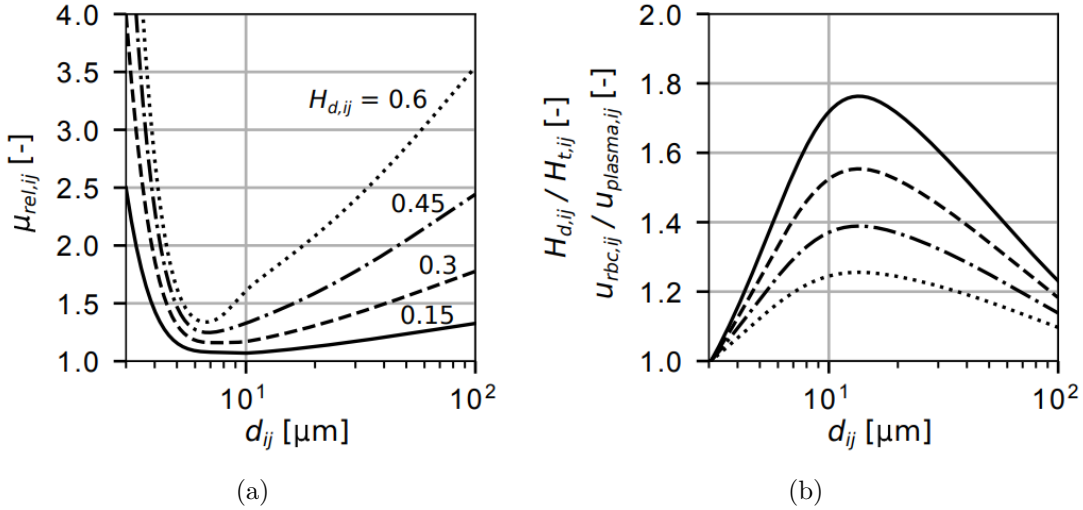 4.0
3.5
3.0
2.5
2.0
1.5
1.0
μrel,ij [-]
Hd,ij = 0.6
0.45
0.3
0.15
10¹
10²
dij [μm]
(a)
2.0
1.8
1.6
1.4
1.2
1.0
Hd,ij / Ht,ij [-]
urbc,ij / uplasma,ij [-]
10¹
10²
dij [μm]
(b)